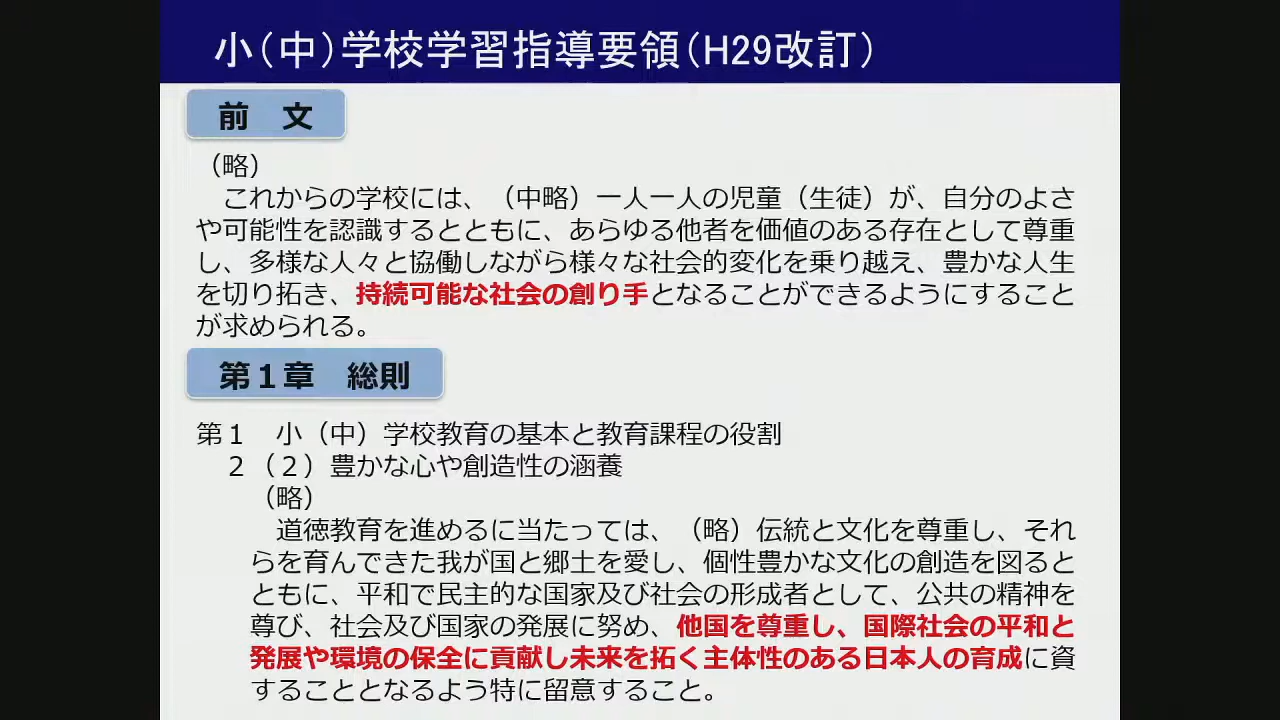 小（中）学校学習指導要領（H29改訂）
前　文
（略）
　これからの学校には、（中略）一人一人の児童（生徒）が、自分のよさ
や可能性を認識するとともに、あらゆる他者を価値のある存在として尊重
し、多様な人々と協働しながら様々な社会的変化を乗り越え、豊かな人生
を切り拓き、持続可能な社会の創り手となることができるようにすること
が求められる。
第１章　総則
第１　小（中）学校教育の基本と教育課程の役割
２（２）豊かな心や創造性の涵養
（略）
　道徳教育を進めるに当たっては、（略）伝統と文化を尊重し、それ
らを育んできた我が国と郷土を愛し、個性豊かな文化の創造を図ると
ともに、平和で民主的な国家及び社会の形成者として、公共の精神を
尊び、社会及び国家の発展に努め、他国を尊重し、国際社会の平和と
発展や環境の保全に貢献し未来を拓く主体性のある日本人の育成に資
することとなるよう特に留意すること。